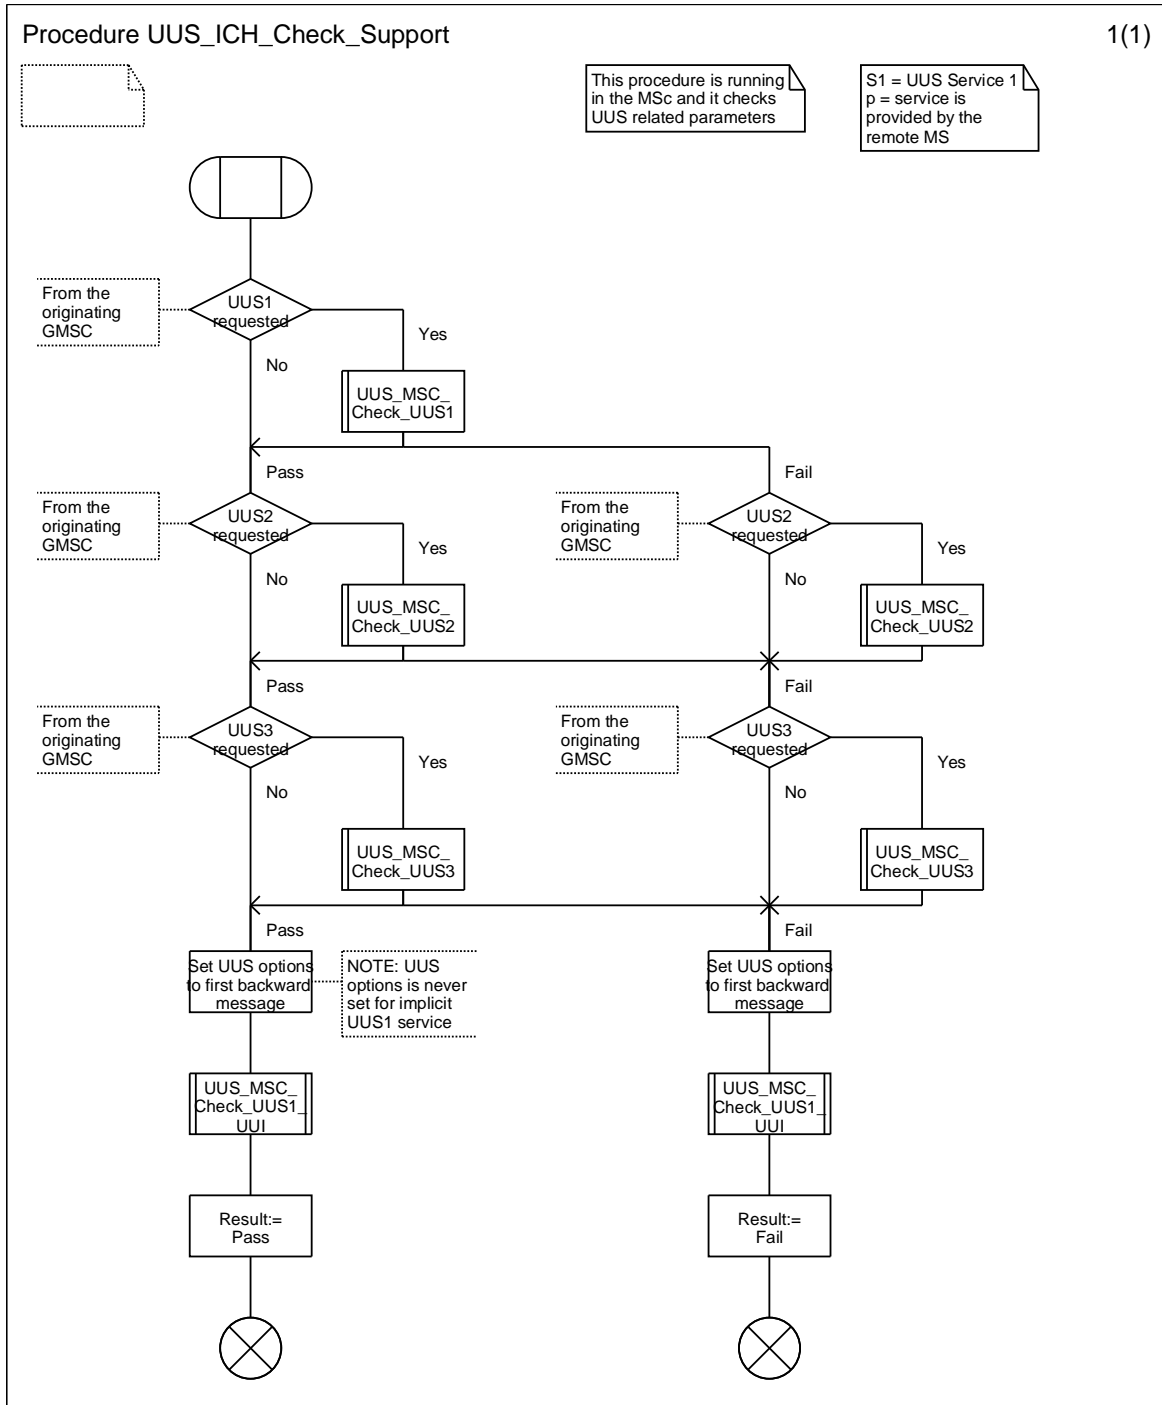 Procedure UUS_ICH_Check_Support
1(1)
This procedure is running
in the MSc and it checks
UUS related parameters
S1 = UUS Service 1
p = service is
provided by the
remote MS
From the
originating
GMSC
UUS1
requested
Yes
No
UUS_MSC_
Check_UUS1
Pass
Fail
From the
originating
GMSC
UUS2
requested
Yes
No
UUS_MSC_
Check_UUS2
From the
originating
GMSC
UUS2
requested
Yes
No
UUS_MSC_
Check_UUS2
Pass
Fail
From the
originating
GMSC
UUS3
requested
Yes
No
UUS_MSC_
Check_UUS3
From the
originating
GMSC
UUS3
requested
Yes
No
UUS_MSC_
Check_UUS3
Pass
Fail
Set UUS options
to first backward
message
NOTE: UUS
options is never
set for implicit
UUS1 service
Set UUS options
to first backward
message
UUS_MSC_
Check_UUS1_
UUI
UUS_MSC_
Check_UUS1_
UUI
Result:=
Pass
Result:=
Fail